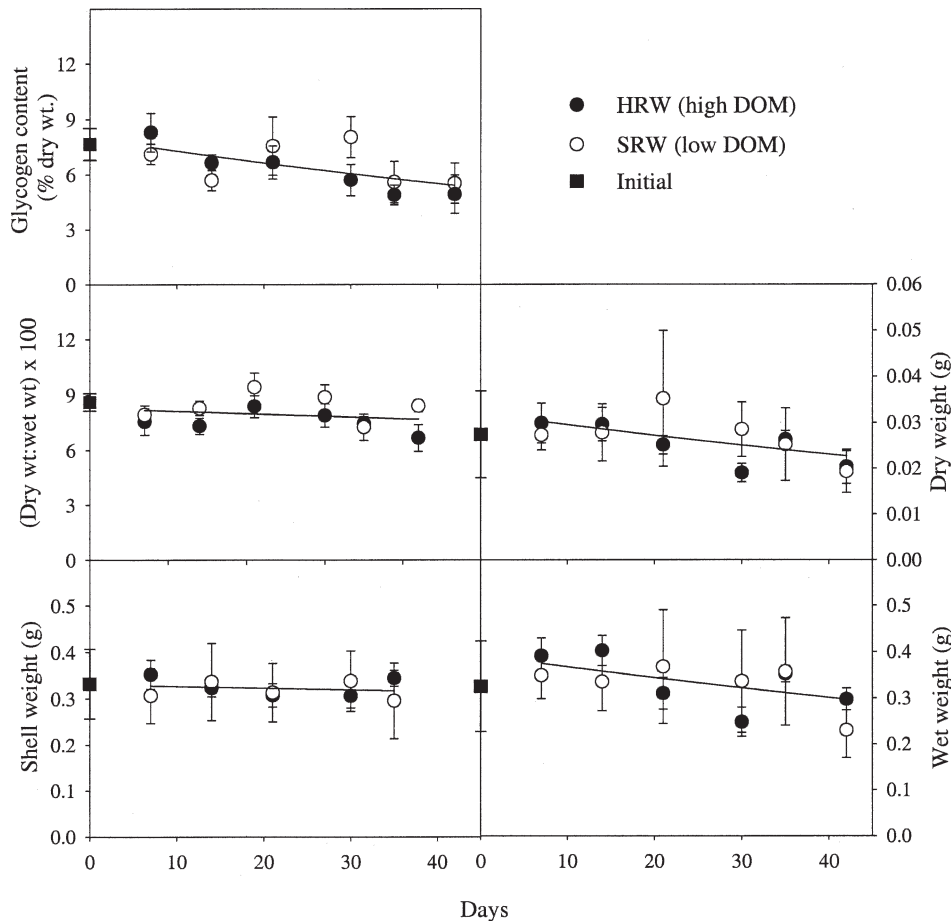 Glycogen content
(% dry wt.)
12
9
6
3
0
HRW (high DOM)
SRW (low DOM)
Initial
(Dry wt:wet wt) x 100
12
9
6
3
0
0.06
0.05
0.04
0.03
0.02
0.01
0.00
Dry weight (g)
Shell weight (g)
0.5
0.4
0.3
0.2
0.1
0.0
0.5
0.4
0.3
0.2
0.1
0.0
Wet weight (g)
0 10 20 30 40 0 10 20 30 40
Days